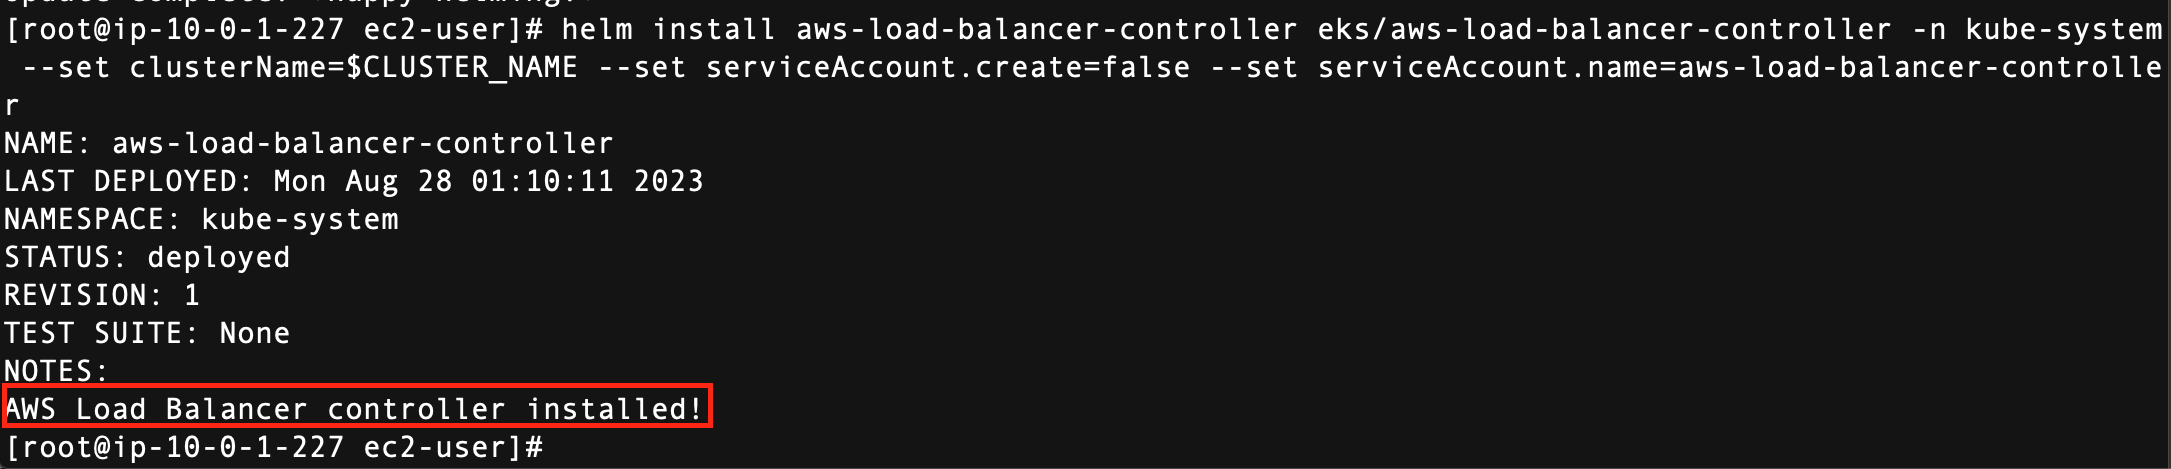 [root@ip-10-0-1-227 ec2-user]# helm install aws-load-balancer-controller eks/aws-load-balancer-controller -n kube-system
 --set clusterName=$CLUSTER_NAME --set serviceAccount.create=false --set serviceAccount.name=aws-load-balancer-controlle
r
NAME: aws-load-balancer-controller
LAST DEPLOYED: Mon Aug 28 01:10:11 2023
NAMESPACE: kube-system
STATUS: deployed
REVISION: 1
TEST SUITE: None
NOTES:
AWS Load Balancer controller installed!
[root@ip-10-0-1-227 ec2-user]#